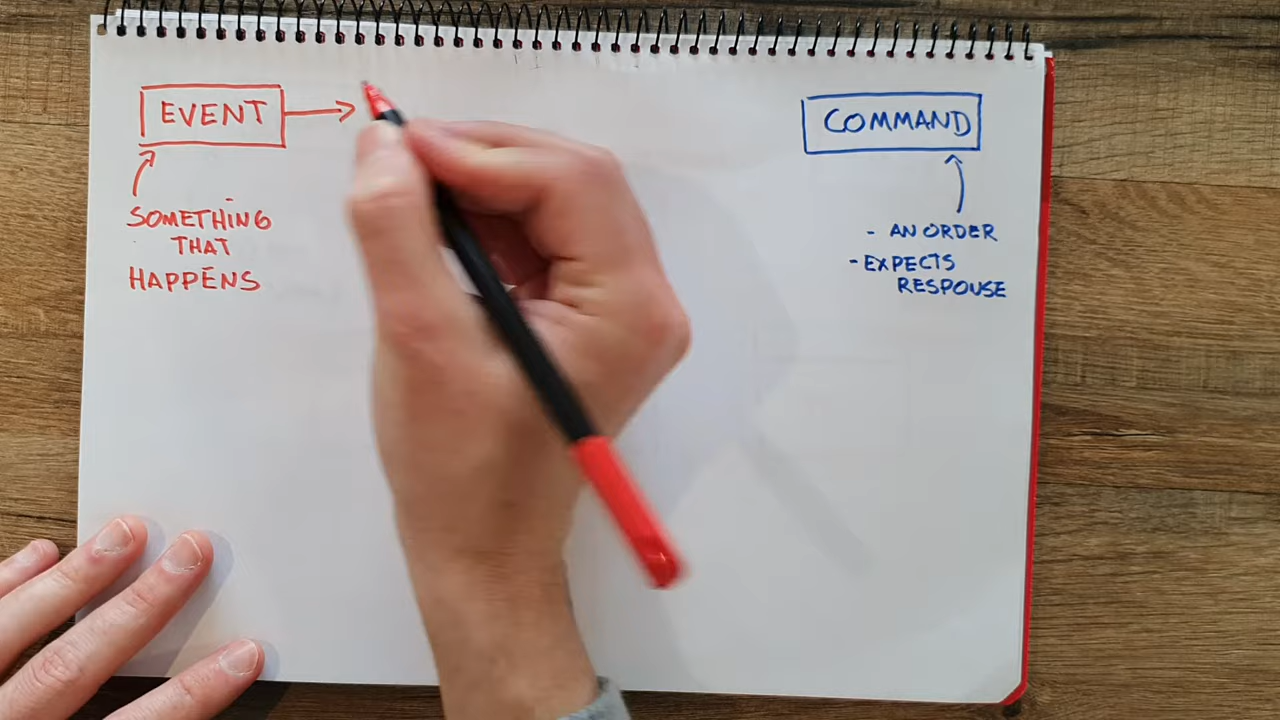 EVENT
SOMETHING
THAT
HAPPENS
COMMAND
- AN ORDER
- EXPECTS
RESPOUSE